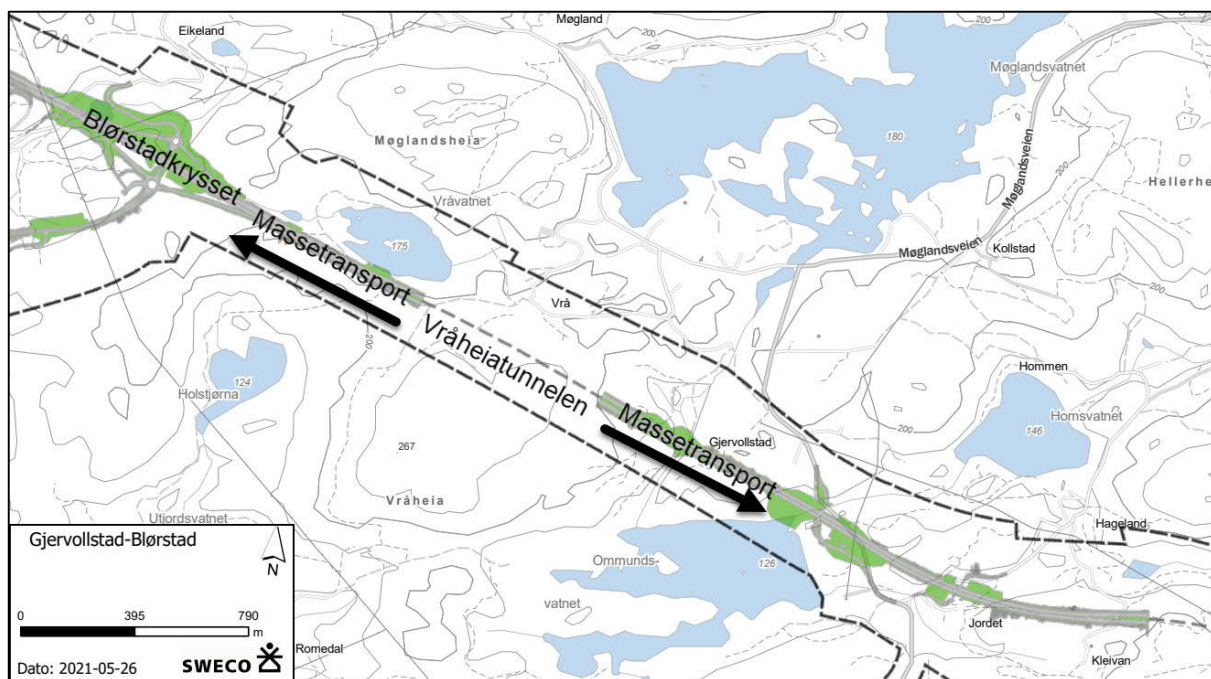 Eikeland
Møgland
200
200
Møglandsvatnet
Blørstadkrysset
Møglandsheia
180
Møglandsveien
200
Hellerhe
Vråvatnet
175
Massetransport
Møglandsveien
Kollstad
200
Vrå
Vråheiatunnelen
200
Holstjørna
124
Hommen
Homsvatnet
Massetransport
Gjervollstad
146
200
267
Vråheia
Utjordsvatnet
Hageland
Ommunds-
126
vatnet
Jordet
Romedal
Kleivan
Gjervollstad-Blørstad
N
0 395 790
m
Dato: 2021-05-26
SWECO